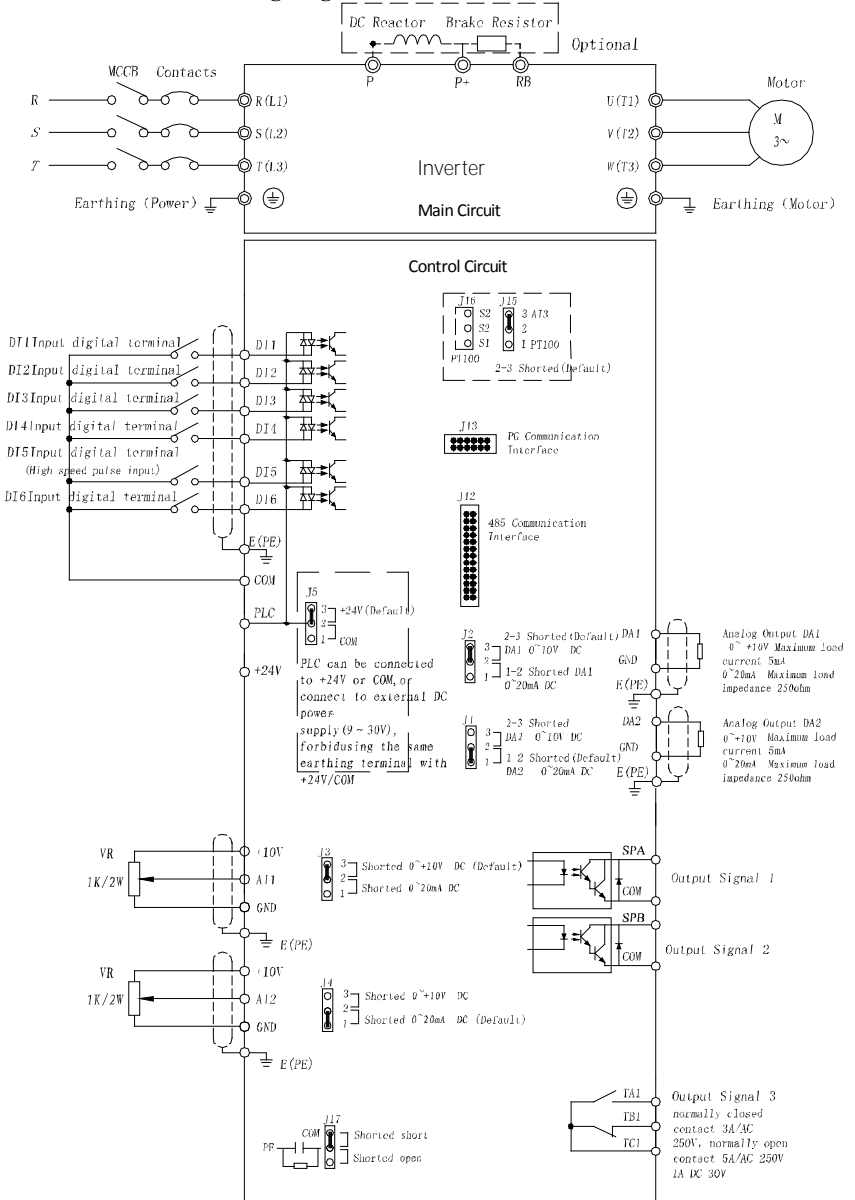 DC Reactor Brake Resistor
Optional
P P+ RB
MCCB Contacts
Motor
R R(L1) U(T1)
M
3~
S S(L2) V(T2)
T T(L3) W(T3)
Inverter
Earthing (Power) Earthing (Motor)
Main Circuit
Control Circuit
J16 J15
S2 3 AI3
S2 2
S1 1 PT100
PT100
2-3 Shorted(Default)
DI1Input digital terminal DI1
DI2Input digital terminal DI2
DI3Input digital terminal DI3
DI4Input digital terminal DI4
DI5Input digital terminal
(High speed pulse input) DI5
DI6Input digital terminal DI6
E(PE)
COM
PLC
+24V
J13
PG Communication
Interface
J12
485 Communication
Interface
J5
3 +24V(Default)
2
1 COM
PLC can be connected
to +24V or COM,or
connect to external DC
power
supply(9~30V),
forbidusing the same
earthing terminal with
+24V/COM
J2
2-3 Shorted(Default)
3 DA1 0~10V DC
2
1 1-2 Shorted DA1
0~20mA DC
DA1
GND
E(PE)
Analog Output DA1
0~+10V Maximum load
current 5mA
0~20mA Maximum load
impedance 250ohm
J1
2-3 Shorted
3 DA2 0~10V DC
2
1 1-2 Shorted(Default)
DA2 0~20mA DC
DA2
GND
E(PE)
Analog Output DA2
0~+10V Maximum load
current 5mA
0~20mA Maximum load
impedance 250ohm
VR
1K/2W
+10V
AI1
GND
E(PE)
J3
3 Shorted 0~+10V DC (Default)
2
1 Shorted 0~20mA DC
SPA
COM
Output Signal 1
SPB
COM
Output Signal 2
VR
1K/2W
+10V
AI2
GND
E(PE)
J4
3 Shorted 0~+10V DC
2
1 Shorted 0~20mA DC (Default)
TA1
TB1
TC1
Output Signal 3
normally closed
contact 3A/AC
250V, normally open
contact 5A/AC 250V
1A DC 30V
J17
COM Shorted short
PE Shorted open